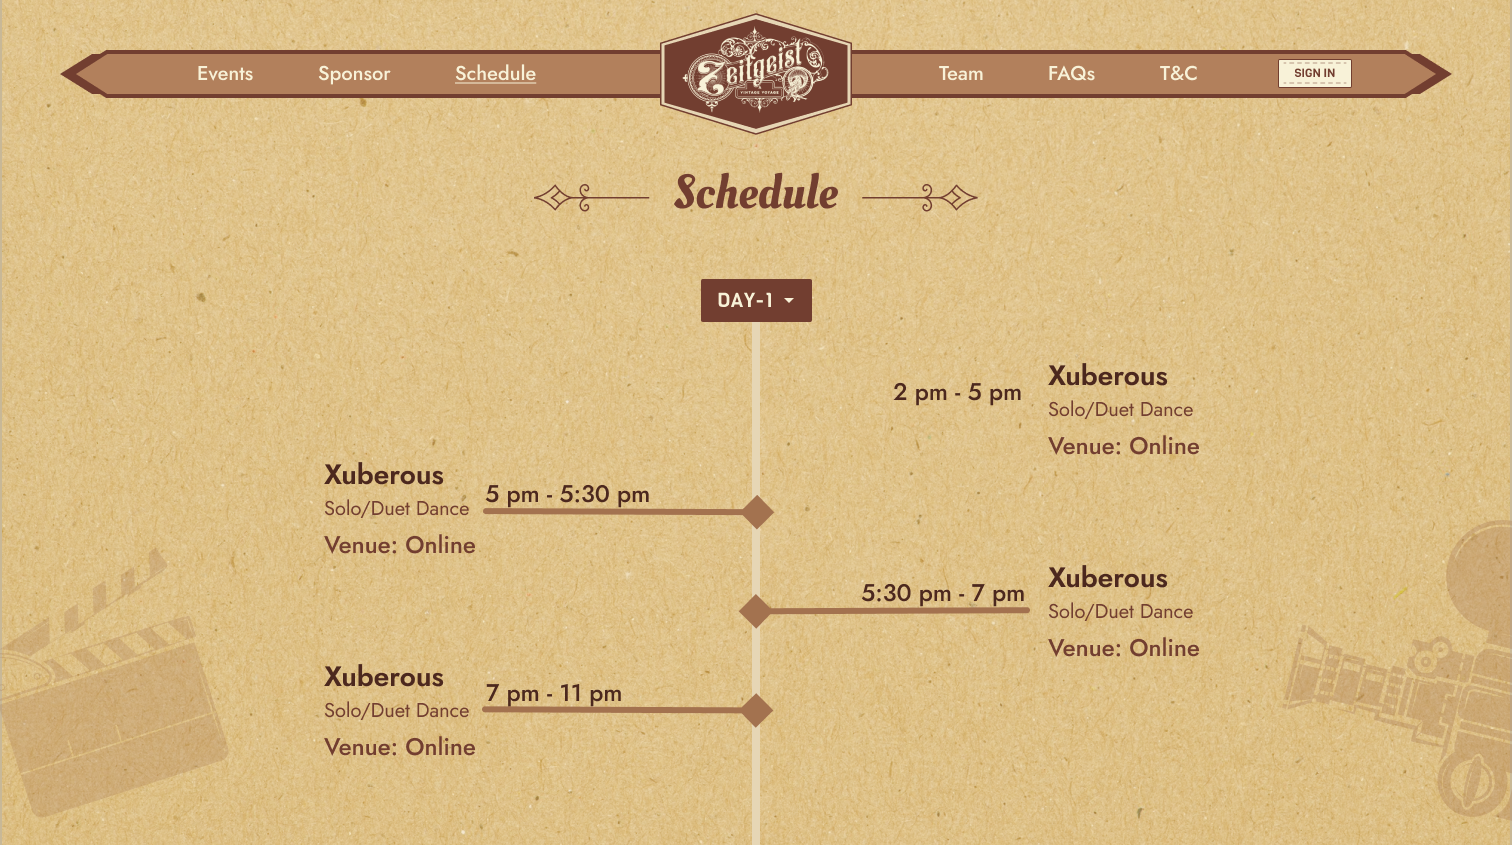 Events
Sponsor
Schedule
Zeitgeist
VINTAGE VOYAGE
Team
FAQs
T&C
SIGN IN
Schedule
DAY-1
2 pm - 5 pm
Xuberous
Solo/Duet Dance
Venue: Online
Xuberous
Solo/Duet Dance
Venue: Online
5 pm - 5:30 pm
5:30 pm - 7 pm
Xuberous
Solo/Duet Dance
Venue: Online
Xuberous
Solo/Duet Dance
Venue: Online
7 pm - 11 pm